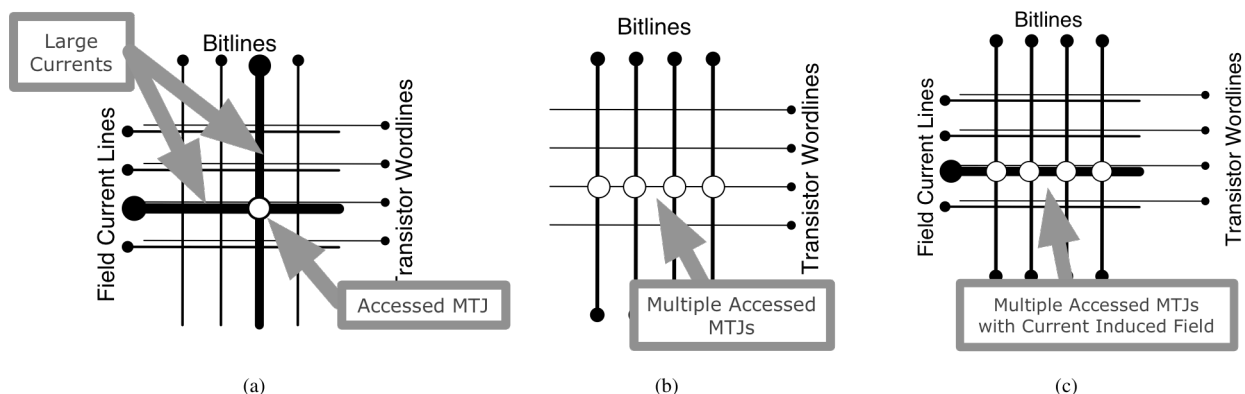 Large
Currents
Bitlines
Field Current Lines
Transistor Wordlines
Accessed MTJ
(a)
Bitlines
Transistor Wordlines
Multiple Accessed
MTJs
(b)
Bitlines
Field Current Lines
Transistor Wordlines
Multiple Accessed MTJs
with Current Induced Field
(c)